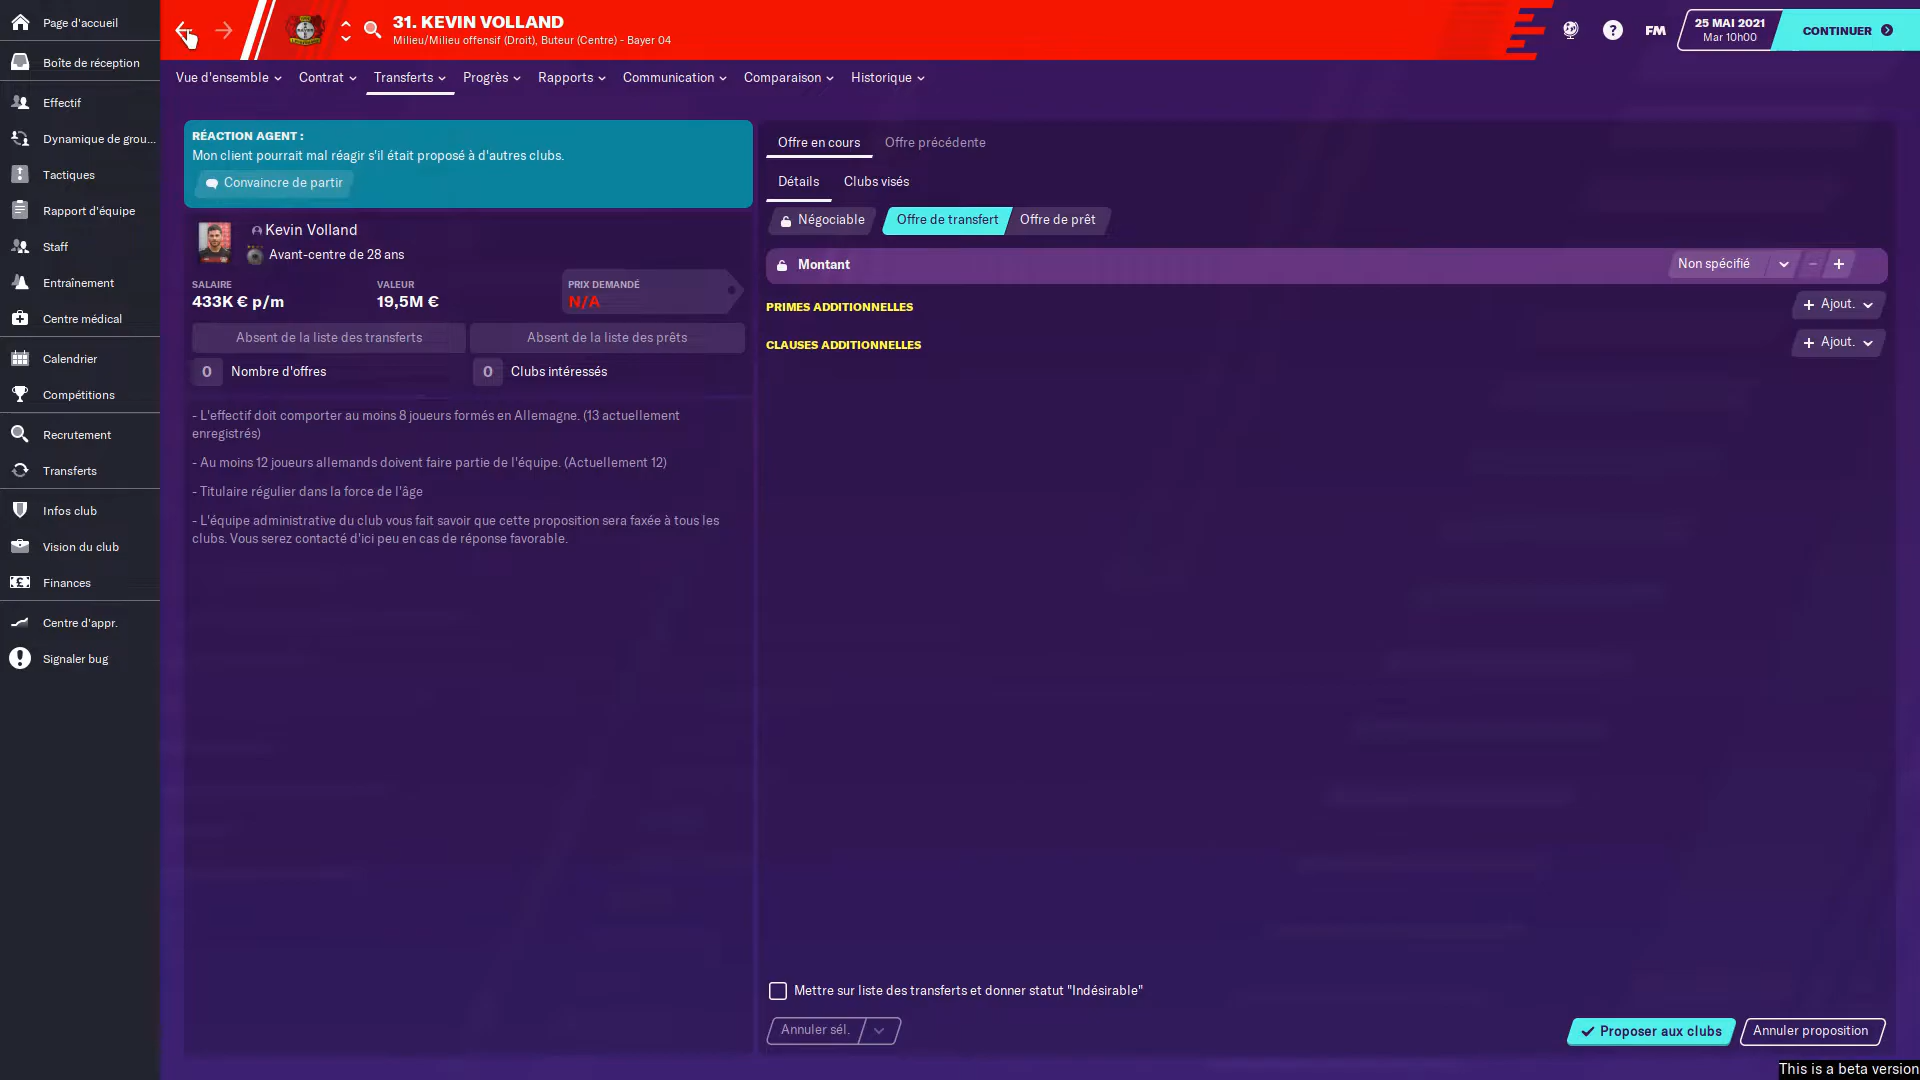 Page d'accueil
Boîte de réception
Effectif
Dynamique de grou...
Tactiques
Rapport d'équipe
Staff
Entraînement
Centre médical
Calendrier
Compétitions
Recrutement
Transferts
Infos club
Vision du club
Finances
Centre d'appr.
Signaler bug
31. KEVIN VOLLAND
Milieu/Milieu offensif (Droit), Buteur (Centre) - Bayer 04
FM
25 MAI 2021
Mar 10h00
CONTINUER
Vue d'ensemble
Contrat
Transferts
Progrès
Rapports
Communication
Comparaison
Historique
RÉACTION AGENT :
Mon client pourrait mal réagir s'il était proposé à d'autres clubs.
Convaincre de partir
Kevin Volland
Avant-centre de 28 ans
SALAIRE
433K € p/m
VALEUR
19,5M €
PRIX DEMANDÉ
N/A
Absent de la liste des transferts
Absent de la liste des prêts
0 Nombre d'offres
0 Clubs intéressés
- L'effectif doit comporter au moins 8 joueurs formés en Allemagne. (13 actuellement
enregistrés)
- Au moins 12 joueurs allemands doivent faire partie de l'équipe. (Actuellement 12)
- Titulaire régulier dans la force de l'âge
- L'équipe administrative du club vous fait savoir que cette proposition sera faxée à tous les
clubs. Vous serez contacté d'ici peu en cas de réponse favorable.
Offre en cours
Offre précédente
Détails
Clubs visés
Négociable
Offre de transfert
Offre de prêt
Montant
Non spécifié
PRIMES ADDITIONNELLES
+ Ajout.
CLAUSES ADDITIONNELLES
+ Ajout.
Mettre sur liste des transferts et donner statut "Indésirable"
Annuler sél.
Proposer aux clubs
Annuler proposition
This is a beta version